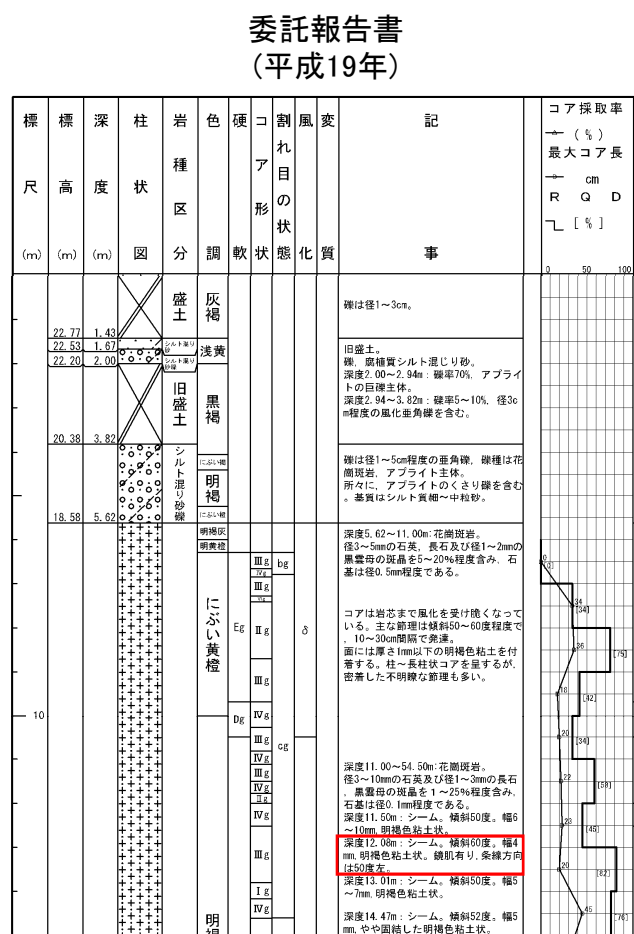 委託報告書
(平成19年)
標尺(m)
標高(m)
深度(m)
柱状図
岩種区分
色調
硬軟
コア形状
割れ目の状態
風化
変質
記事
コア採取率
(%)
最大コア長
cm
RQD
[%]
0 50 100
盛土
灰褐
礫は径1~3cm.
22.77 1.43
22.53 1.67
シルト混り砂
浅黄
22.20 2.00
シルト混り砂礫
旧盛土
黒褐
旧盛土。
礫, 腐植質シルト混じり砂。
深度2.00~2.94m:礫率70%, アプライ
トの巨礫主体。
深度2.94~3.82m:礫率5~10%, 径3c
m程度の風化亜角礫を含む。
20.38 3.82
シルト混り砂礫
にぶい橙
明褐
にぶい橙
礫は径1~5cm程度の亜角礫, 礫種は花
崗斑岩, アプライト主体。
所々に, アプライトのくさり礫を含む
。基質はシルト質細~中粒砂。
18.58 5.62
明褐灰
明黄橙
にぶい黄橙
明褐
Ⅲg
Ⅳg
Ⅲg
Ⅱg
Ⅲg
Ⅳg
Ⅲg
Ⅳg
Ⅲg
Ⅳg
Ⅱg
Ⅳg
Ⅲg
Ⅰg
Ⅳg
Eg
Dg
bg
cg
δ
10
深度5.62~11.00m:花崗斑岩。
径3~5mmの石英, 長石及び径1~2mmの
黒雲母の斑晶を5~20%程度含み, 石
基は径0.5mm程度である。
コアは岩芯まで風化を受け脆くなって
いる。主な節理は傾斜50~60度程度で
, 10~30cm間隔で発達。
面には厚さ1mm以下の明褐色粘土を付
着する。柱~長柱状コアを呈するが,
密着した不明瞭な節理も多い。
深度11.00~54.50m:花崗斑岩。
径3~10mmの石英及び径1~3mmの長石
, 黒雲母の斑晶を1~25%程度含み,
石基は径0.1mm程度である。
深度11.50m:シーム。傾斜50度。幅6
~10mm, 明褐色粘土状。
深度12.08m:シーム。傾斜60度。幅4
mm, 明褐色粘土状。鏡肌有り, 条線方向
は50度左。
深度13.01m:シーム。傾斜50度。幅5
~7mm, 明褐色粘土状。
深度14.47m:シーム。傾斜52度。幅5
mm, やや固結した明褐色粘土状。
0
[0]
34
[34]
36
[75]
18
[42]
20
[34]
22
[58]
23
[45]
20
[82]
45
[76]